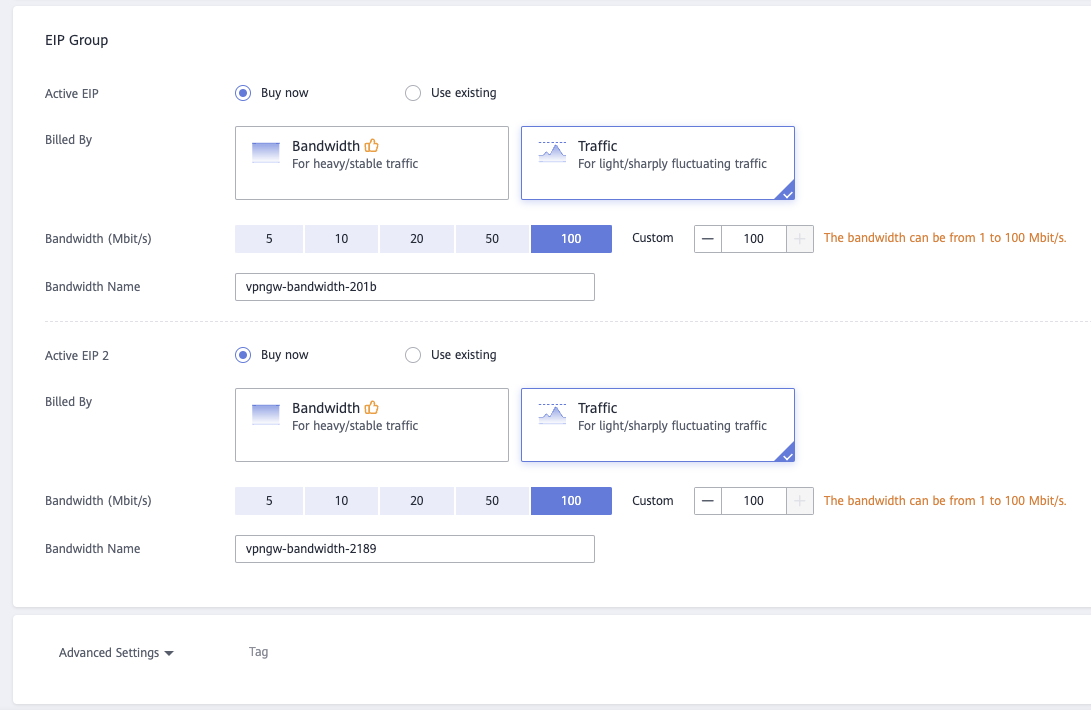 EIP Group
Active EIP Buy now Use existing
Billed By Bandwidth Traffic
For heavy/stable traffic For light/sharply fluctuating traffic
Bandwidth (Mbit/s) 5 10 20 50 100 Custom 100 The bandwidth can be from 1 to 100 Mbit/s.
Bandwidth Name vpngw-bandwidth-201b
Active EIP 2 Buy now Use existing
Billed By Bandwidth Traffic
For heavy/stable traffic For light/sharply fluctuating traffic
Bandwidth (Mbit/s) 5 10 20 50 100 Custom 100 The bandwidth can be from 1 to 100 Mbit/s.
Bandwidth Name vpngw-bandwidth-2189
Advanced Settings Tag